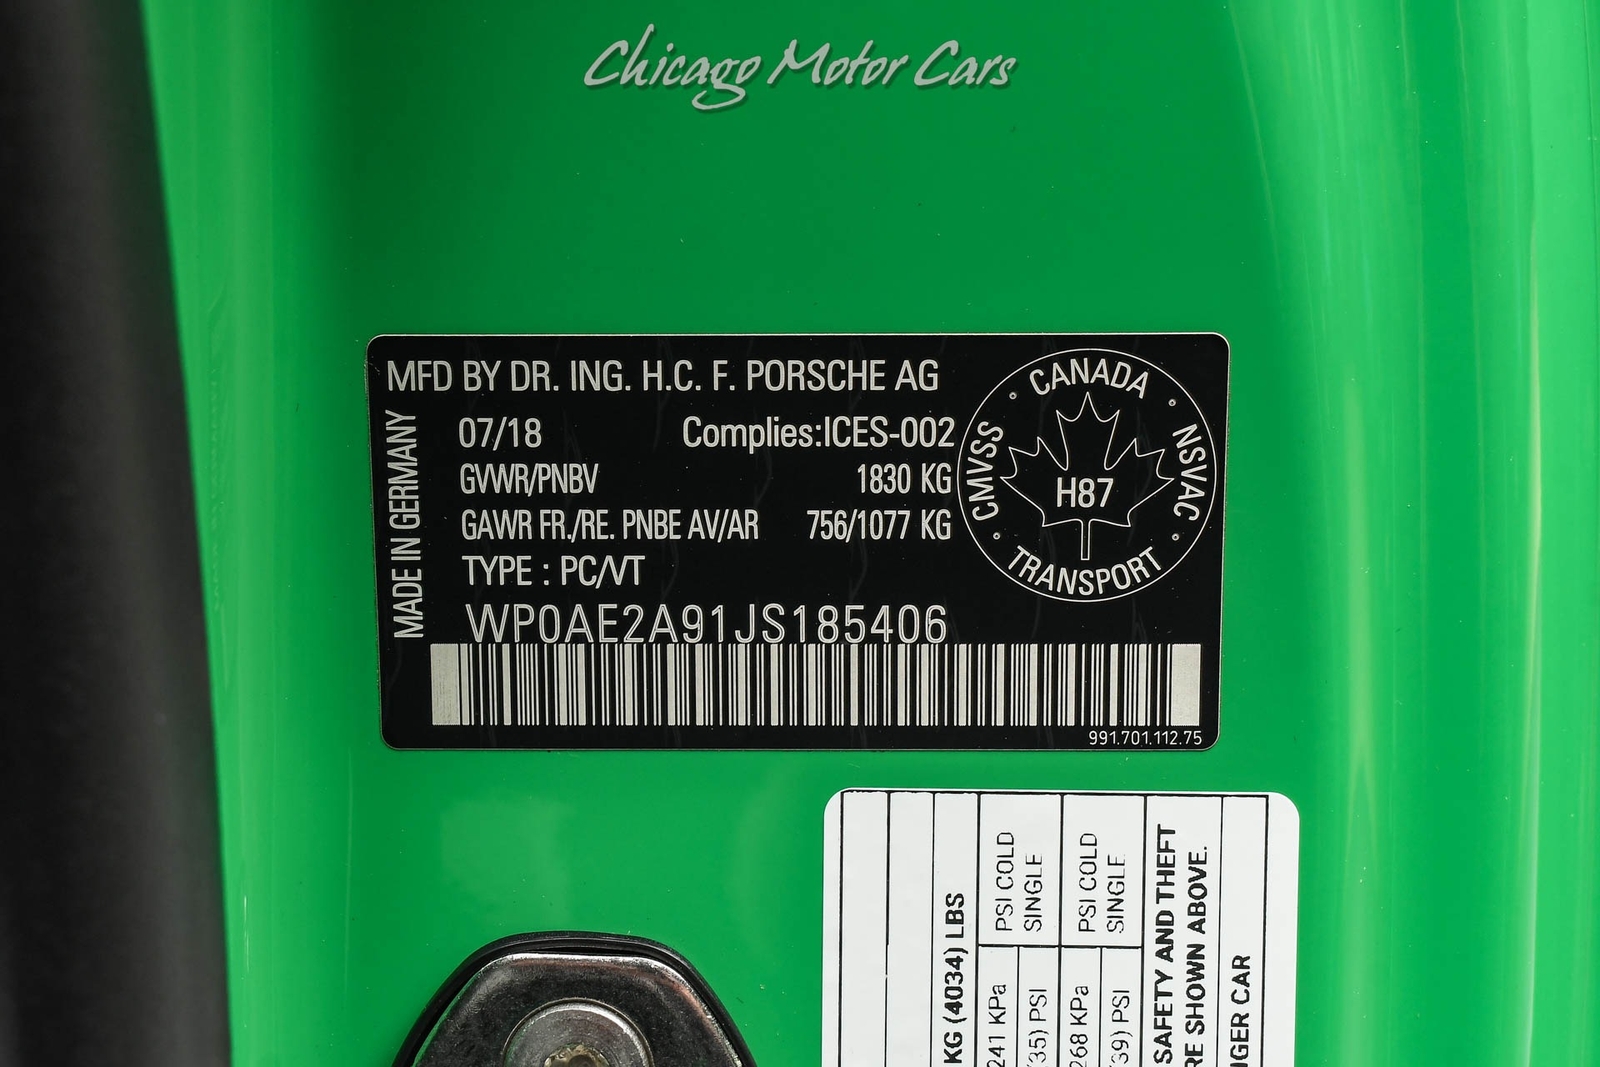 Chicago Motor Cars
MFD BY DR. ING. H.C. F. PORSCHE AG
MADE IN GERMANY
07/18 Complies:ICES-002
GVWR/PNBV 1830 KG
GAWR FR./RE. PNBE AV/AR 756/1077 KG
TYPE : PC/VT
WP0AE2A91JS185406
991.701.112.75
CANADA
NSVAC
TRANSPORT
CMVSS
H87
KG (4034) LBS
PSI COLD
SINGLE
241 KPa
(35) PSI
PSI COLD
SINGLE
268 KPa
(39) PSI
SAFETY AND THEFT
RE SHOWN ABOVE.
NGER CAR